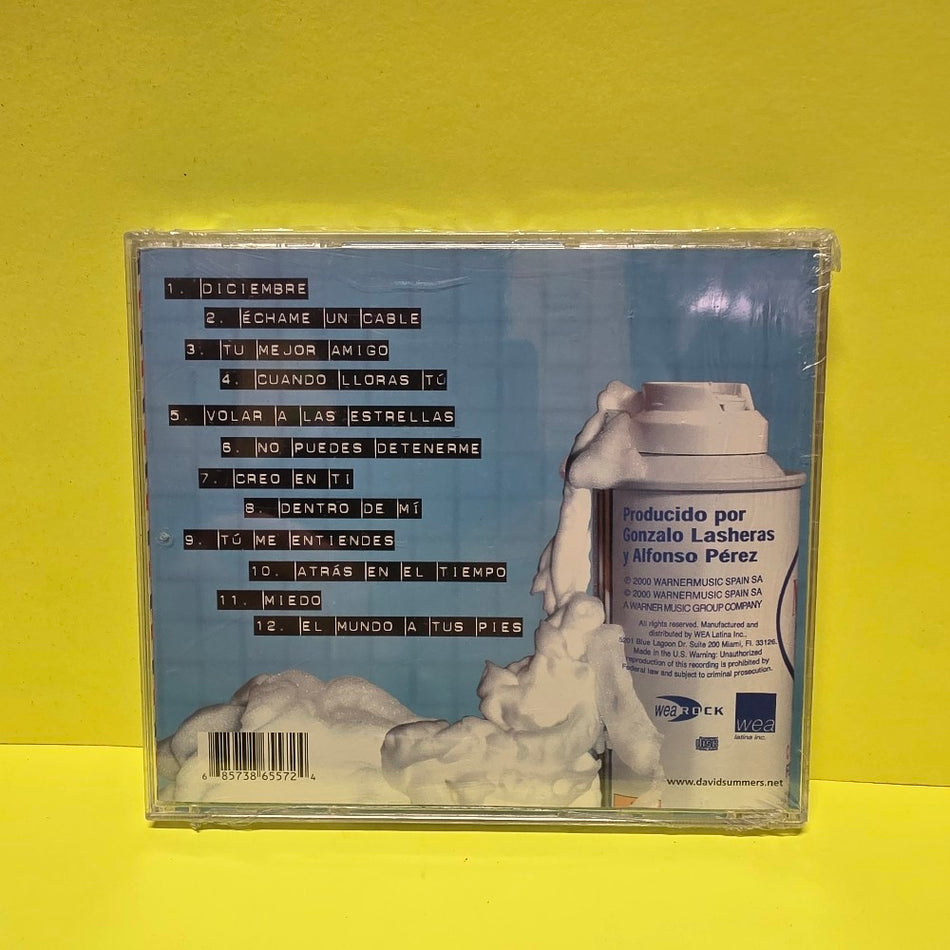 1. DICIEMBRE
2. ÉCHAME UN CABLE
3. TU MEJOR AMIGO
4. CUANDO LLORAS TÚ
5. VOLAR A LAS ESTRELLAS
6. NO PUEDES DETENERME
7. CREO EN TI
8. DENTRO DE MÍ
9. TÚ ME ENTIENDES
10. ATRÁS EN EL TIEMPO
11. MIEDO
12. EL MUNDO A TUS PIES
Producido por
Gonzalo Lasheras
y Alfonso Pérez
℗ 2000 WARNERMUSIC SPAIN SA
© 2000 WARNERMUSIC SPAIN SA
A WARNER MUSIC GROUP COMPANY
All rights reserved. Manufactured and
distributed by WEA Latina Inc..
5201 Blue Lagoon Dr. Suite 200 Miami, Fl. 33126.
Made in the U.S. Warning: Unauthorized
reproduction of this recording is prohibited by
Federal law and subject to criminal prosecution.
wea ROCK
wea
latina inc.
www.davidsummers.net
6 85738 65572 4